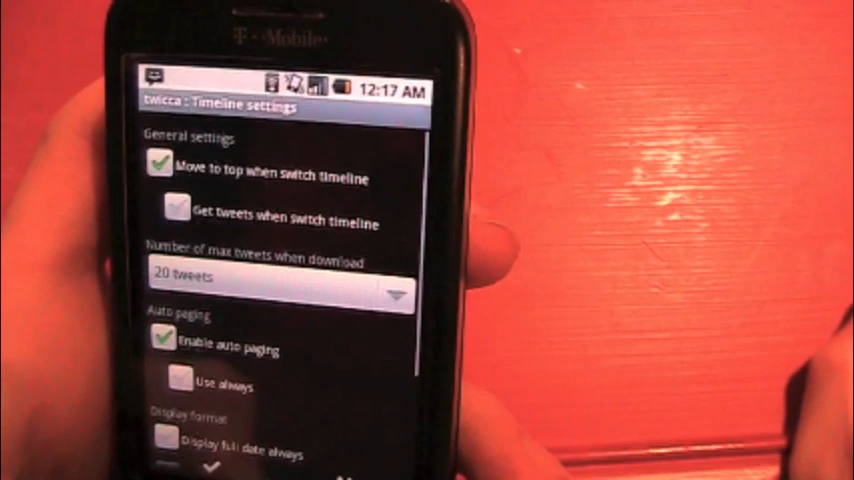 T··Mobile·
12:17 AM
twicca : Timeline settings
General settings
Move to top when switch timeline
Get tweets when switch timeline
Number of max tweets when download
20 tweets
Auto paging
Enable auto paging
Use always
Display format
Display full date always